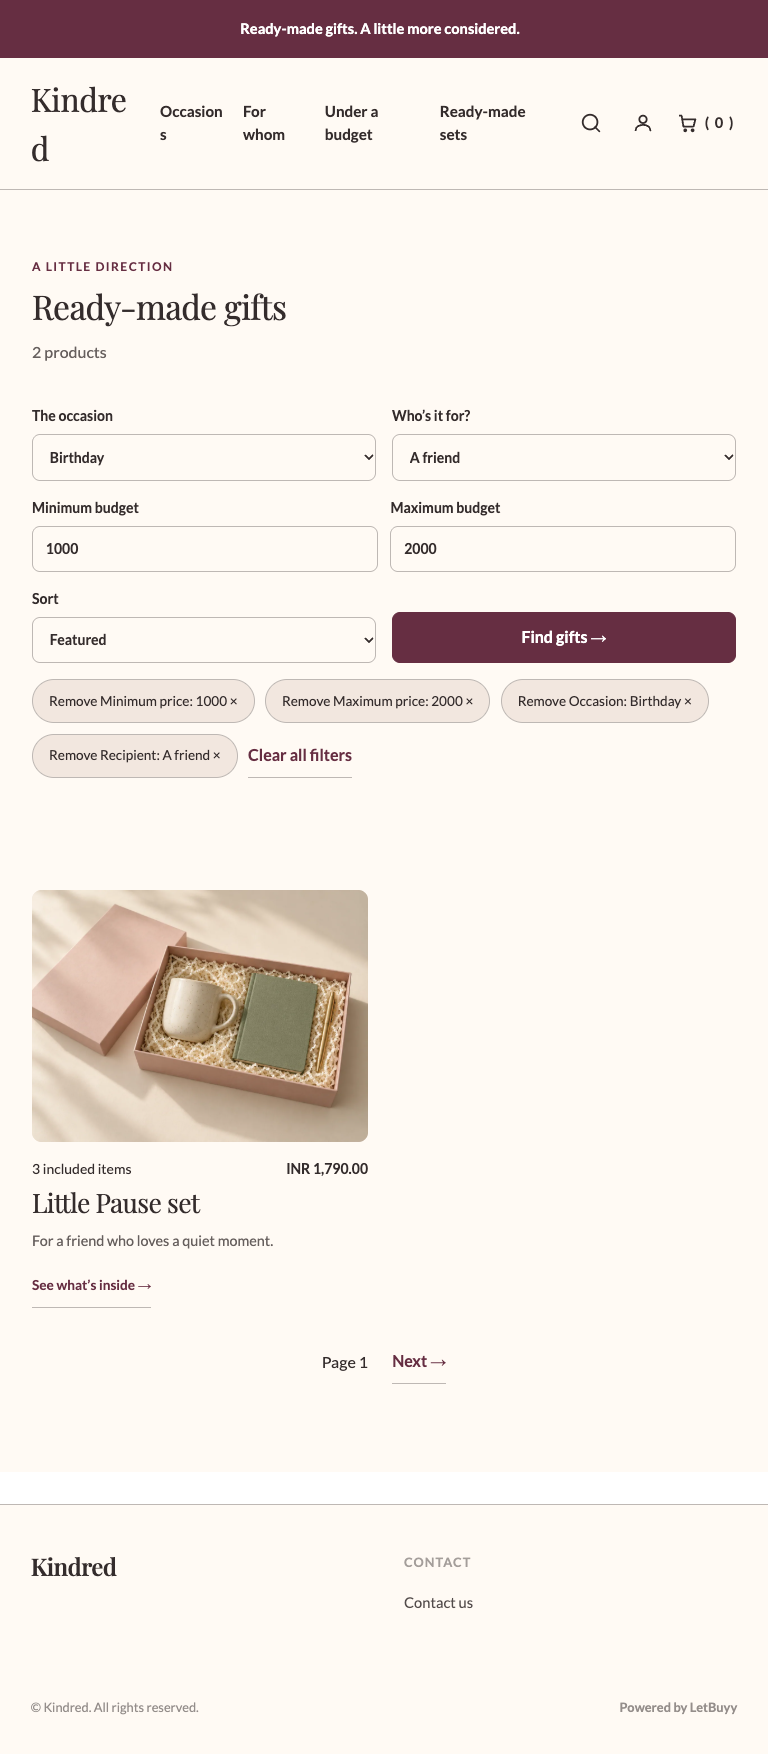 Ready-made gifts. A little more considered.
Kindre
d
Occasion
s
For
whom
Under a
budget
Ready-made
sets
( 0 )
A LITTLE DIRECTION
Ready-made gifts
2 products
The occasion
Who's it for?
Birthday
A friend
Minimum budget
Maximum budget
1000
2000
Sort
Featured
Find gifts →
Remove Minimum price: 1000 ×
Remove Maximum price: 2000 ×
Remove Occasion: Birthday ×
Remove Recipient: A friend ×
Clear all filters
3 included items
INR 1,790.00
Little Pause set
For a friend who loves a quiet moment.
See what's inside →
Page 1
Next →
Kindred
CONTACT
Contact us
© Kindred. All rights reserved.
Powered by LetBuyy